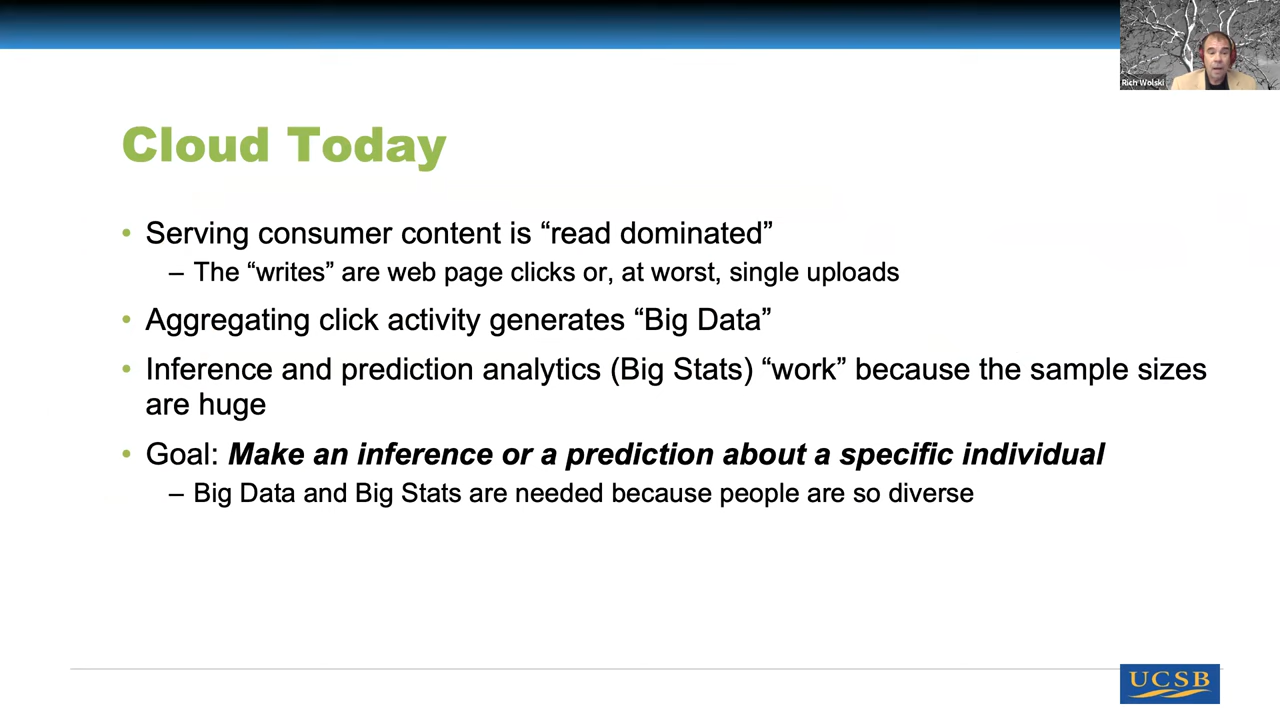 Rich Wolski
Cloud Today
• Serving consumer content is “read dominated”
– The “writes” are web page clicks or, at worst, single uploads
• Aggregating click activity generates “Big Data”
• Inference and prediction analytics (Big Stats) “work” because the sample sizes
are huge
• Goal: Make an inference or a prediction about a specific individual
– Big Data and Big Stats are needed because people are so diverse
UCSB